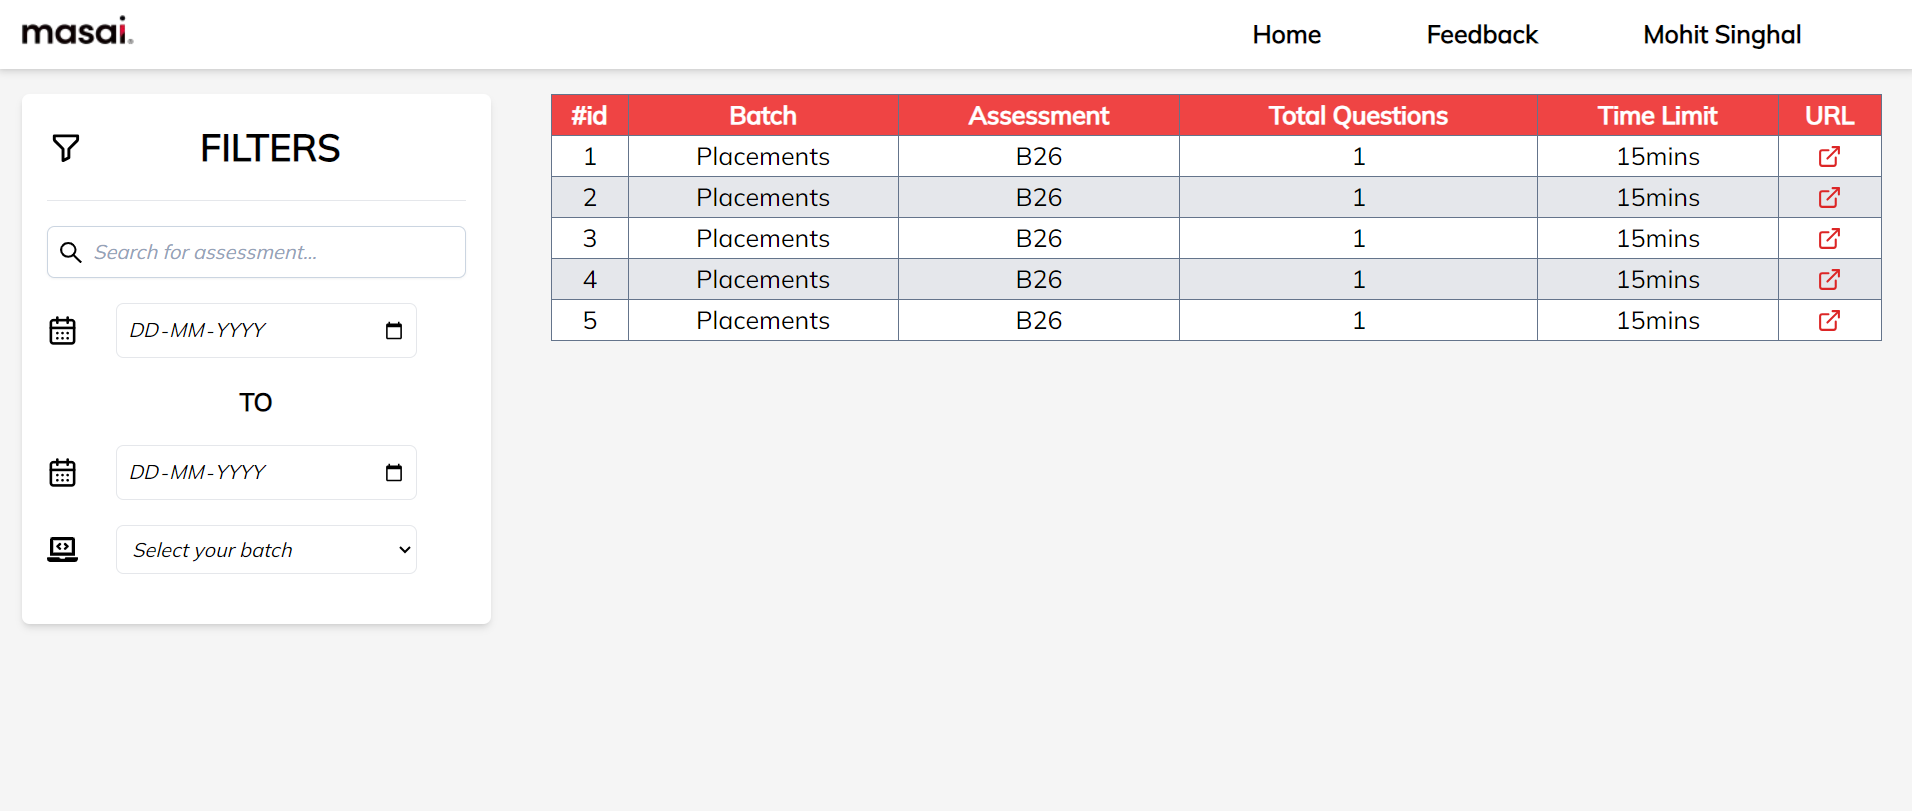 masai.
Home Feedback Mohit Singhal
FILTERS
Search for assessment...
DD-MM-YYYY
TO
DD-MM-YYYY
Select your batch
#id Batch Assessment Total Questions Time Limit URL
1 Placements B26 1 15mins
2 Placements B26 1 15mins
3 Placements B26 1 15mins
4 Placements B26 1 15mins
5 Placements B26 1 15mins